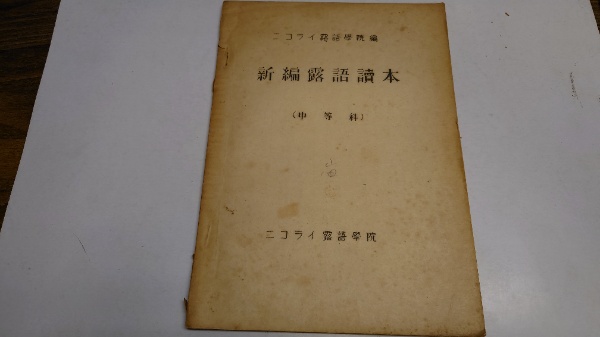 ニコライ露語學院編
新編露語讀本
(中等科)
ニコライ露語學院